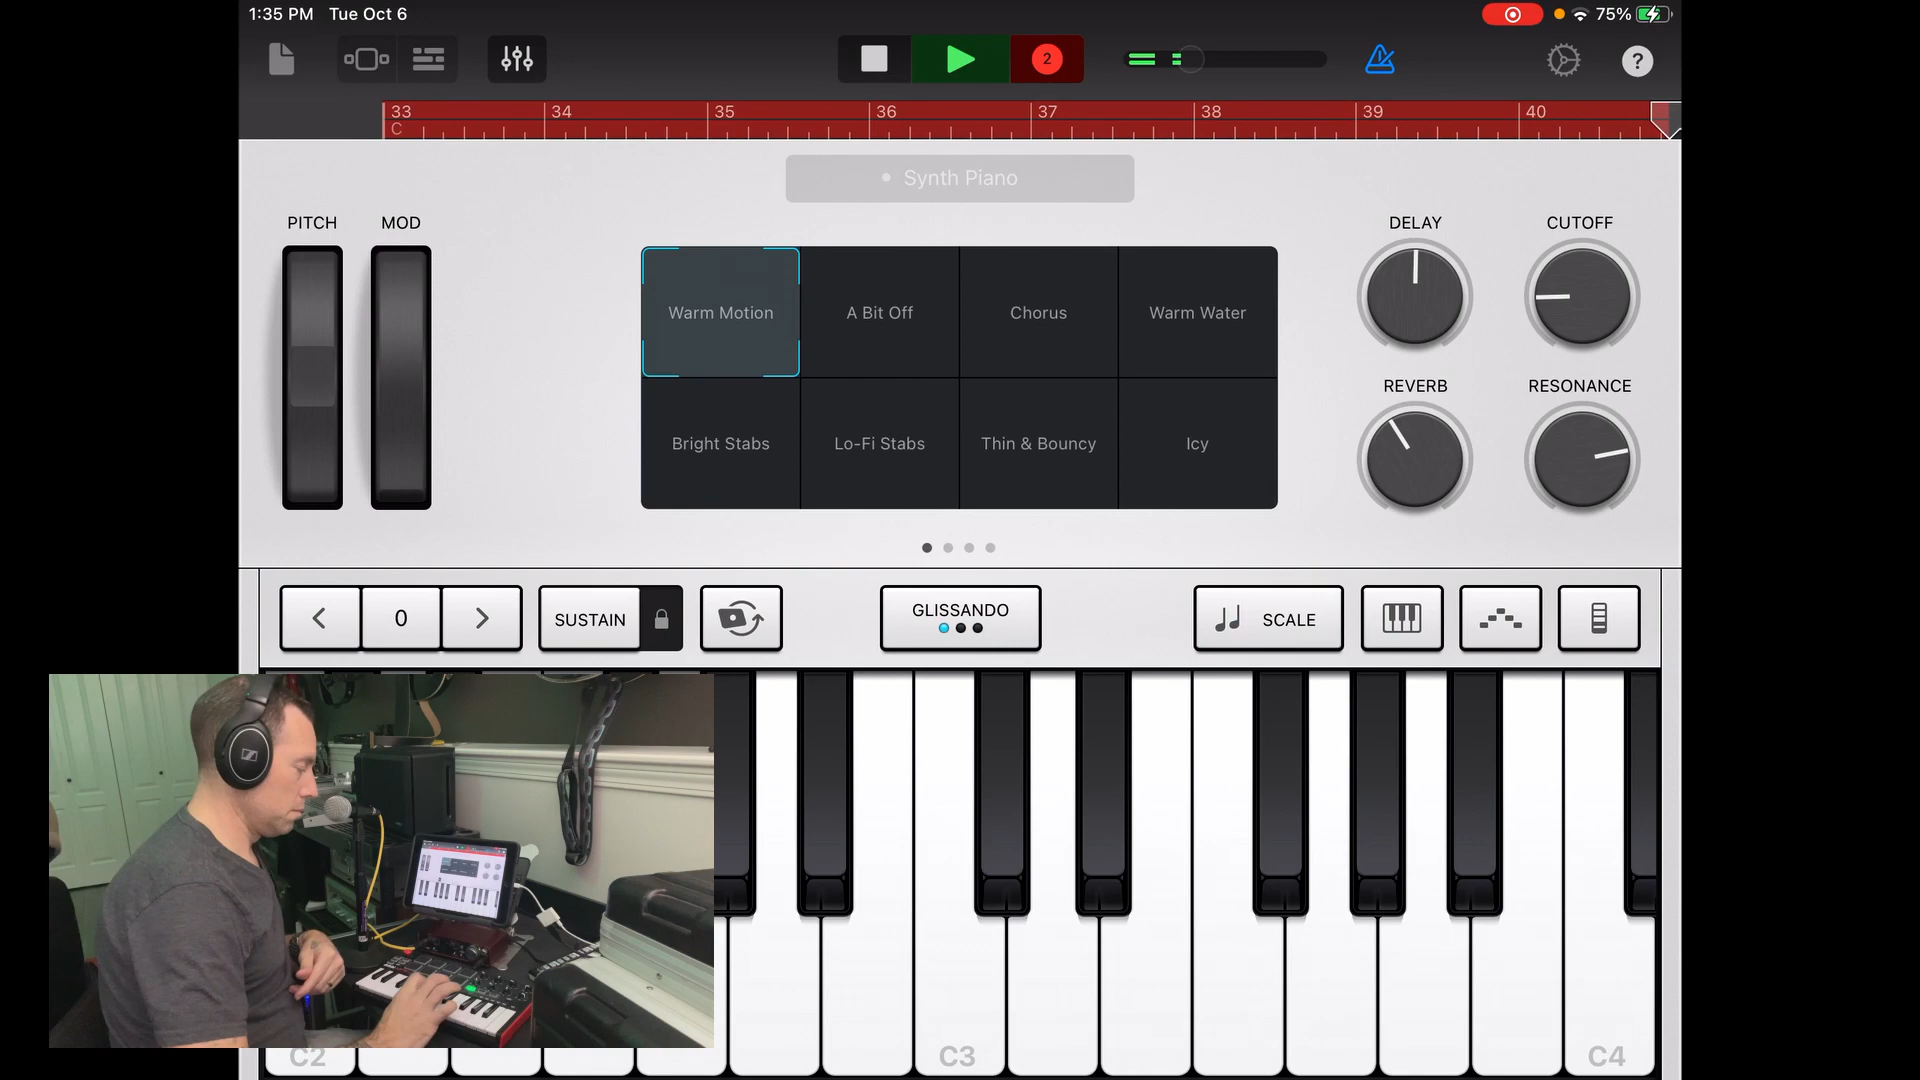 1:35 PM Tue Oct 6
75%
2
33 34 35 36 37 38 39 40
C
Synth Piano
PITCH MOD
DELAY CUTOFF
Warm Motion A Bit Off Chorus Warm Water
REVERB RESONANCE
Bright Stabs Lo-Fi Stabs Thin & Bouncy Icy
0
SUSTAIN
GLISSANDO
SCALE
C2 C3 C4